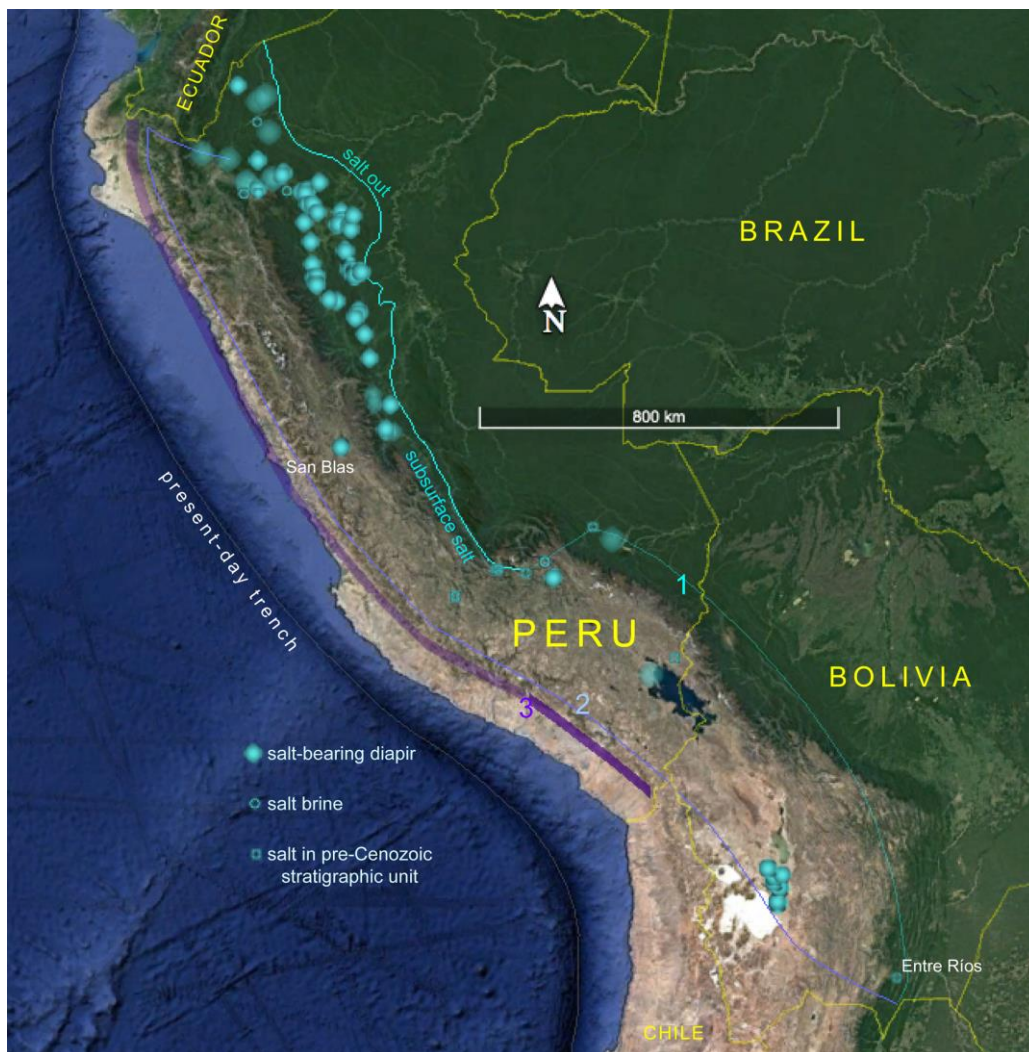 ECUADOR
salt out
BRAZIL
N
800 km
San Blas
subsurface salt
present-day trench
1
PERU
BOLIVIA
3
2
salt-bearing diapir
salt brine
salt in pre-Cenozoic
stratigraphic unit
Entre Ríos
CHILE